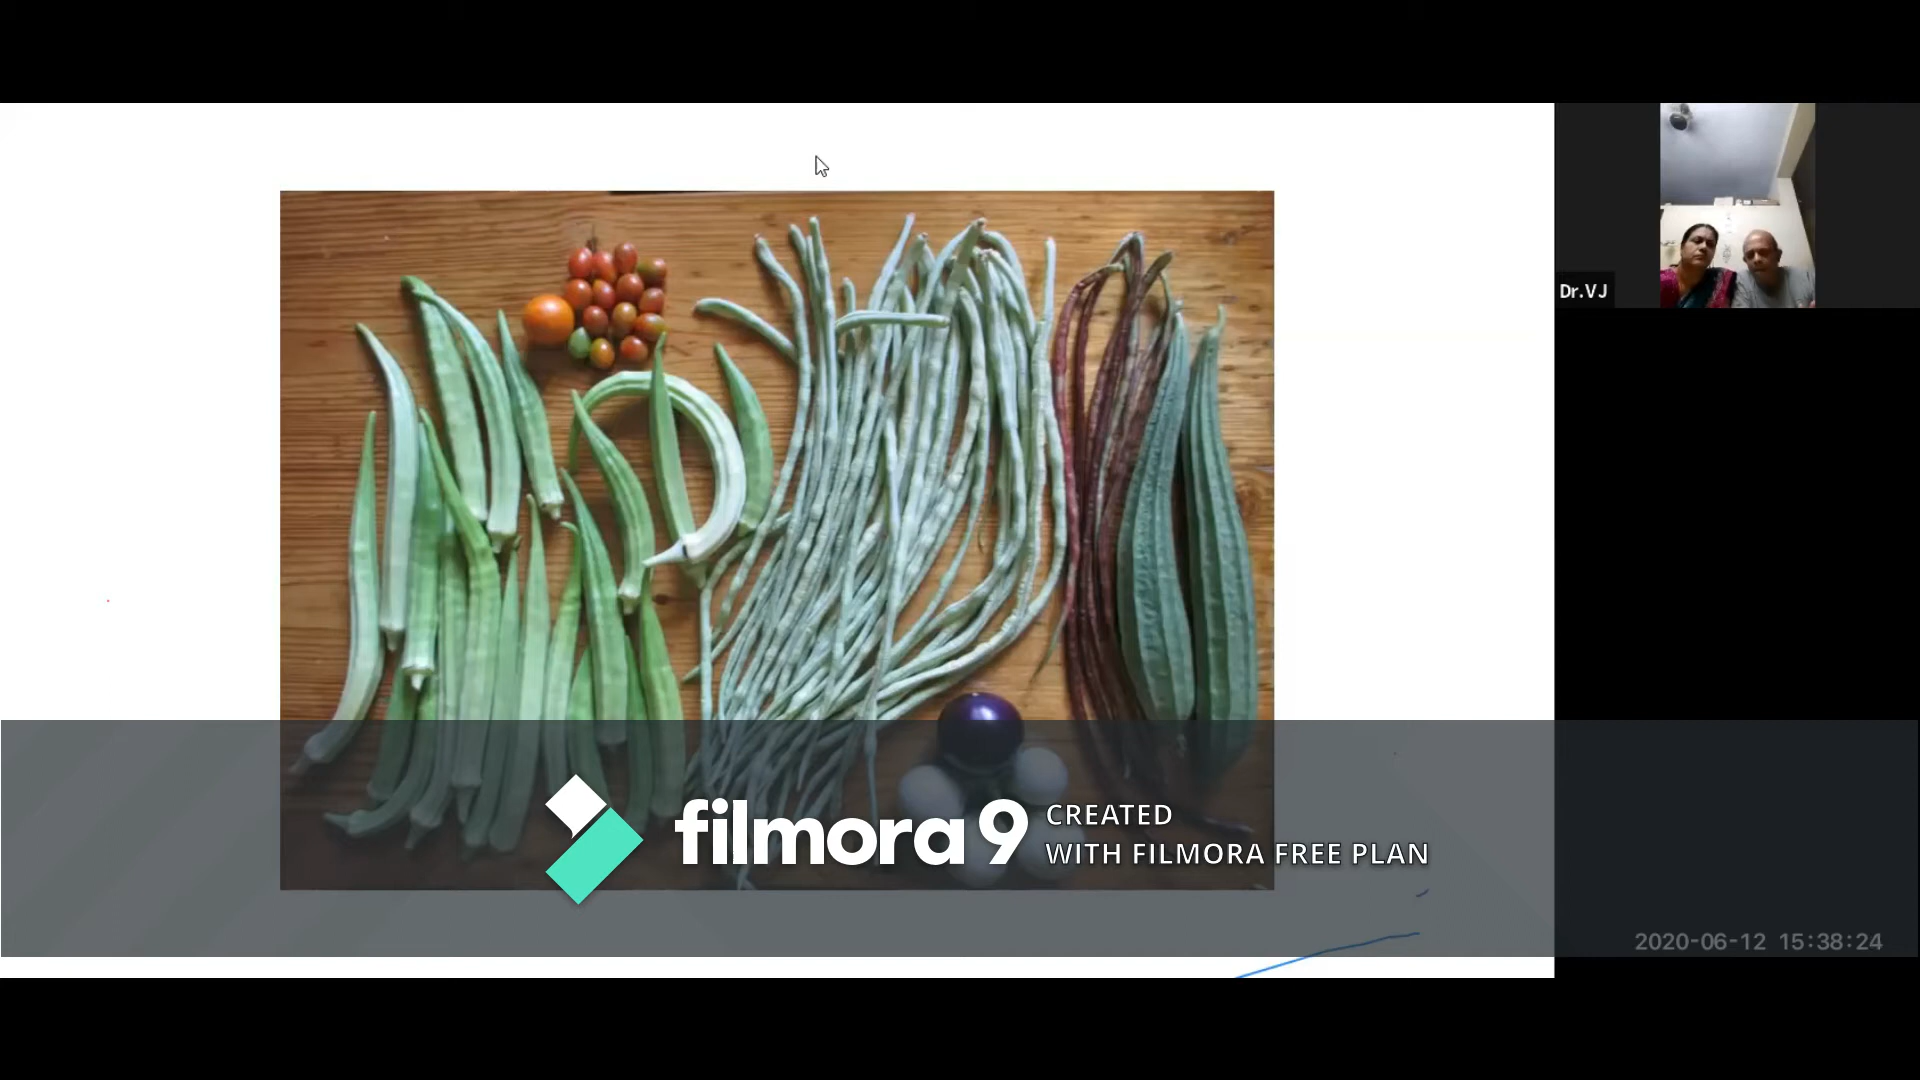 Dr.VJ
filmora9 CREATED
WITH FILMORA FREE PLAN
2020-06-12 15:38:24